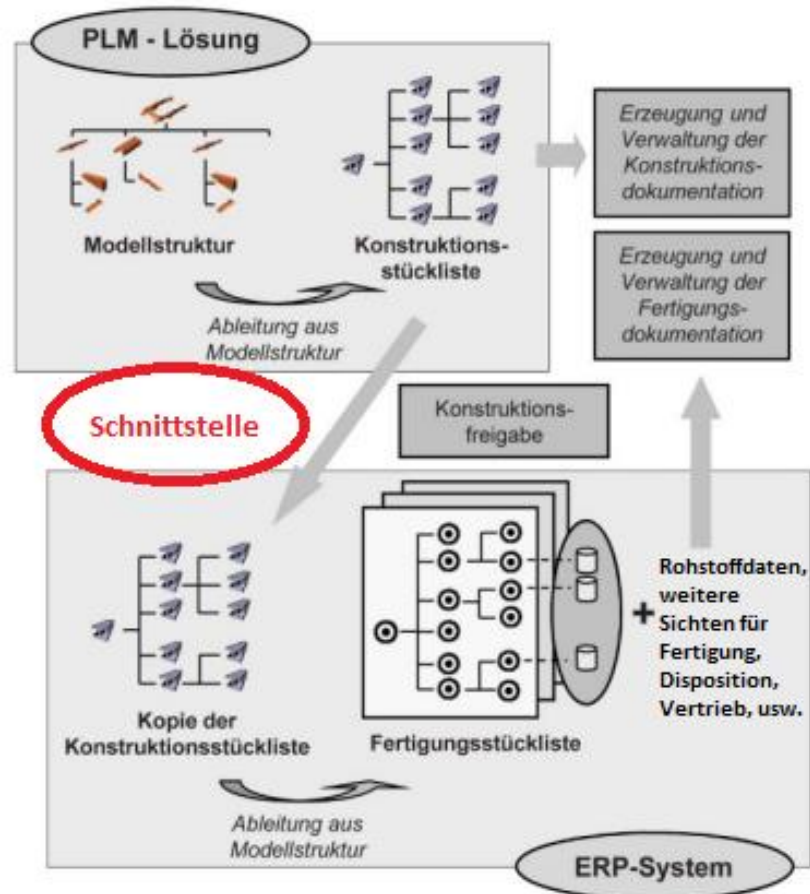 PLM - Lösung
Modellstruktur
Konstruktions-
stückliste
Ableitung aus
Modellstruktur
Erzeugung und
Verwaltung der
Konstruktions-
dokumentation
Erzeugung und
Verwaltung der
Fertigungs-
dokumentation
Schnittstelle
Konstruktions-
freigabe
Kopie der
Konstruktionsstückliste
Fertigungsstückliste
+
Rohstoffdaten,
weitere
Sichten für
Fertigung,
Disposition,
Vertrieb, usw.
Ableitung aus
Modellstruktur
ERP-System